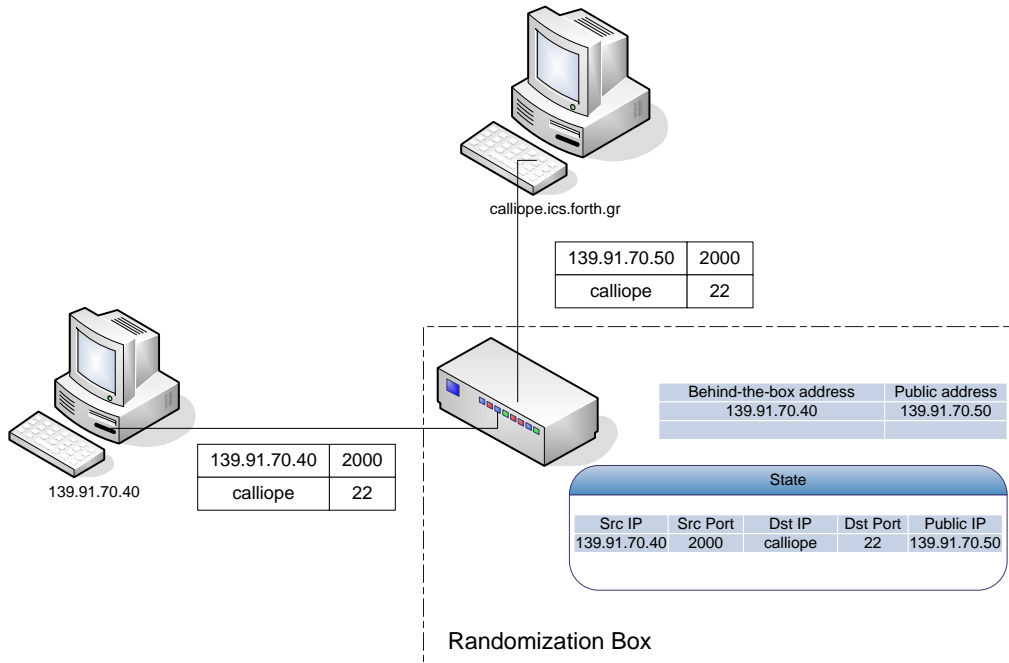 calliope.ics.forth.gr
139.91.70.50 2000
calliope 22
139.91.70.40
139.91.70.40 2000
calliope 22
Behind-the-box address Public address
139.91.70.40 139.91.70.50
State
Src IP Src Port Dst IP Dst Port Public IP
139.91.70.40 2000 calliope 22 139.91.70.50
Randomization Box